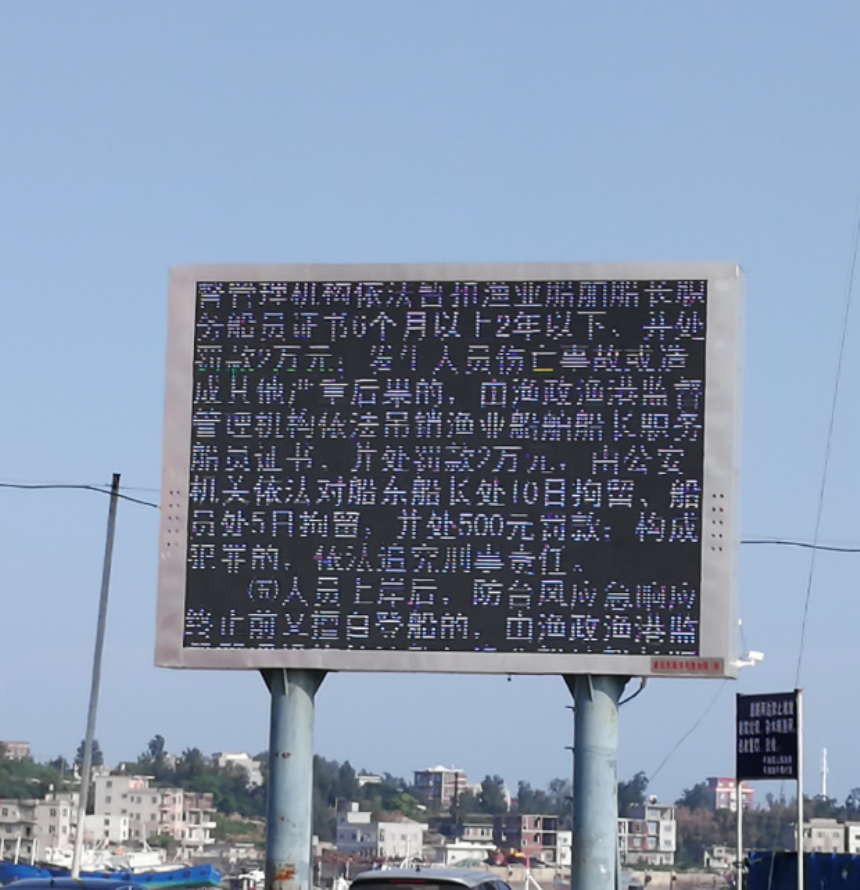 督管理机构依法暂扣渔业船舶船长职
务船员证书6个月以上2年以下、并处
罚款2万元；发生人员伤亡事故或造
成其他严重后果的，由渔政渔港监督
管理机构依法吊销渔业船舶船长职务
船员证书、并处罚款2万元，由公安
机关依法对船东船长处10日拘留、船
员处5日拘留，并处500元罚款；构成
犯罪的，依法追究刑事责任。
㈤人员上岸后，防台风应急响应
终止前又擅自登船的，由渔政渔港监